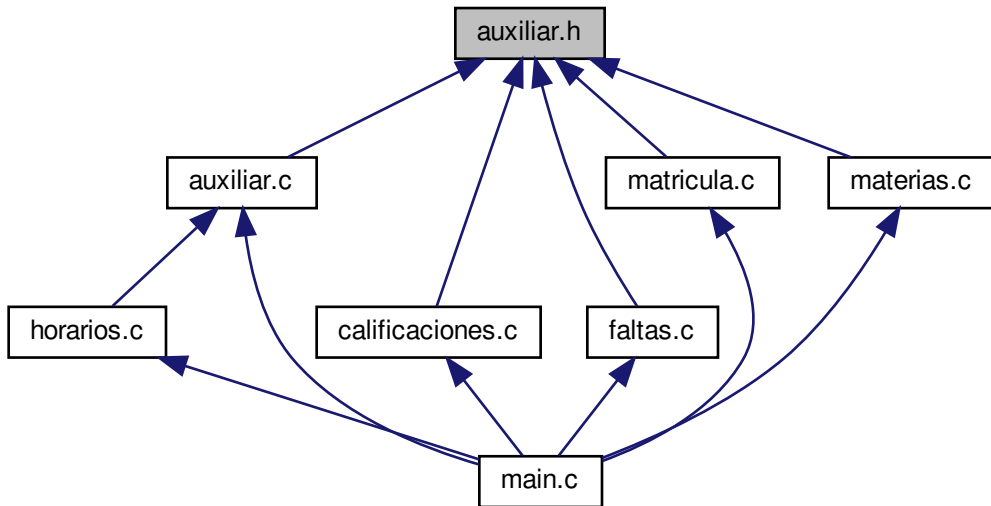 auxiliar.h
auxiliar.c
matricula.c
materias.c
horarios.c
calificaciones.c
faltas.c
main.c